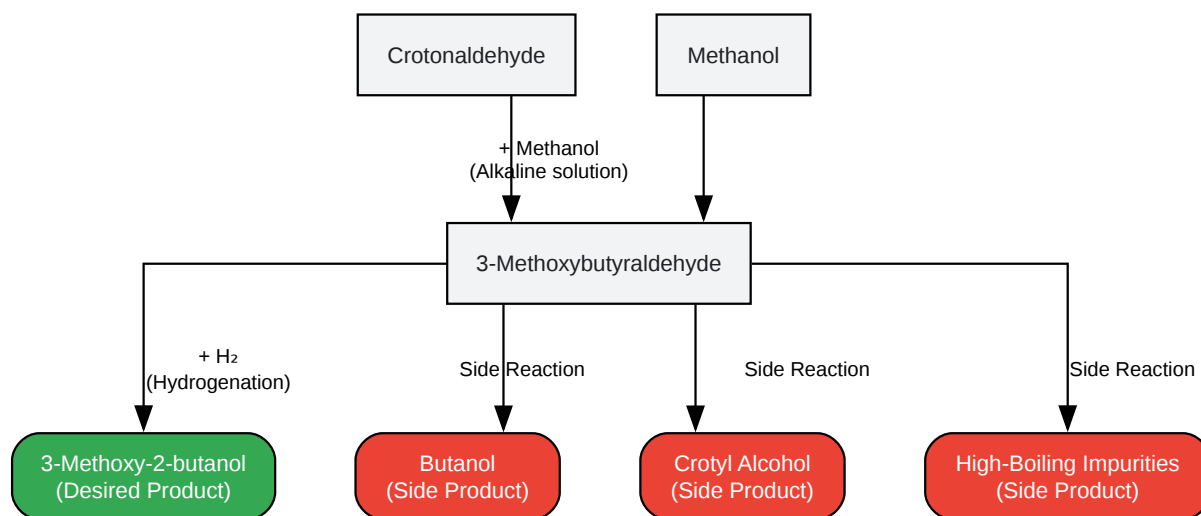 Crotonaldehyde
Methanol
+ Methanol
(Alkaline solution)
3-Methoxybutyraldehyde
+ H₂
(Hydrogenation)
Side Reaction
Side Reaction
Side Reaction
3-Methoxy-2-butanol
(Desired Product)
Butanol
(Side Product)
Crotyl Alcohol
(Side Product)
High-Boiling Impurities
(Side Product)